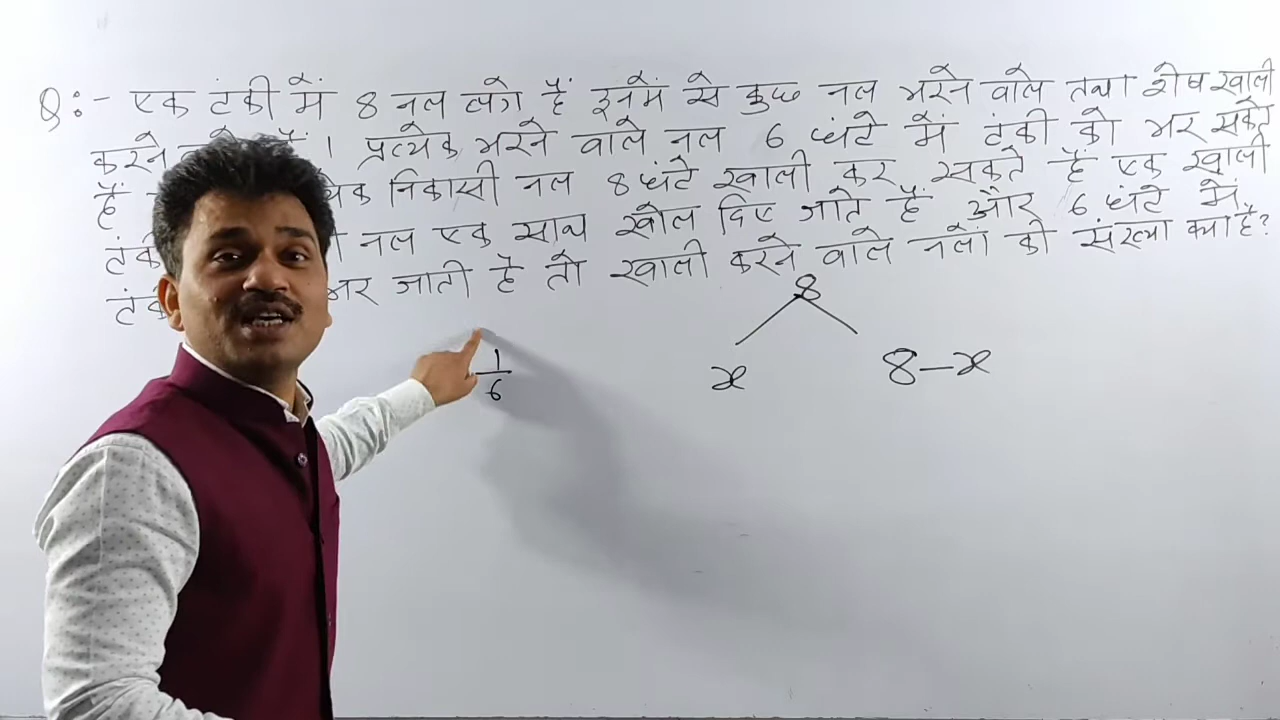 Q:- एक टंकी में 8 नल लगे हैं इनमें से कुछ नल भरने वाले तथा शेष खाली
करने हैं। प्रत्येक भरने वाले नल 6 घंटे में टंकी को भर सकते
हैं निकासी नल 8 घंटे खाली कर सकते हैं एक खाली
टंकी नल एक साथ खोल दिए जाते हैं और 6 घंटे में
भर जाती है तो खाली करने वाले नलों की संख्या क्या है?
8
x 8-x
1/6